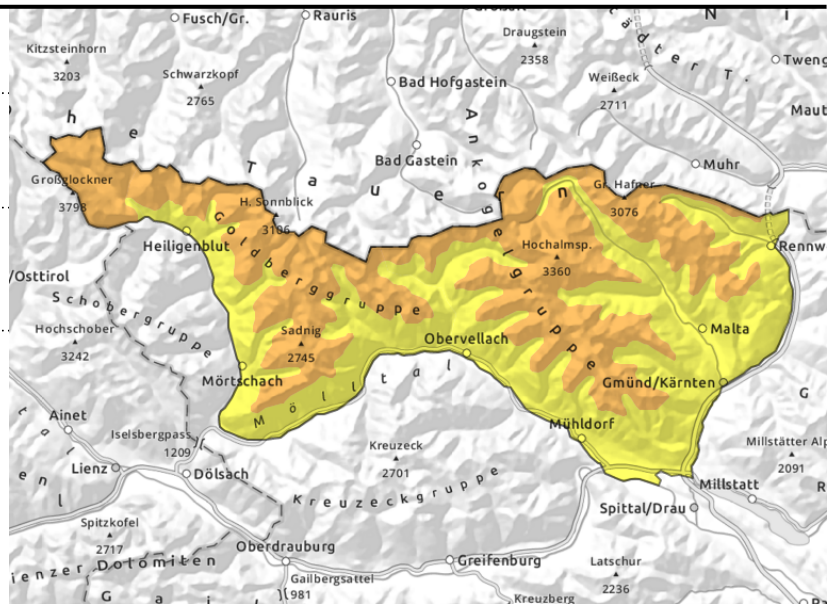 Fusch/Gr.
Rauris
Kitzsteinhorn
3203
Schwarzkopf
2765
Draugstein
2358
Weißeck
2711
Tweng
Bad Hofgastein
Bad Gastein
Muhr
h e T a u e r n
Ankogelgruppe
Großglockner
3798
H. Sonnblick
3106
Gr. Hafner
3076
Heiligenblut
Goldberggruppe
Hochalmsp.
3360
Rennw
/Osttirol
Schobergruppe
Hochschober
3242
Sadnig
2745
Obervellach
Malta
Mörtschach
Gmünd/Kärnten
Mölltal
Ainet
Iselsbergpass
1209
Mühldorf
Kreuzeck
2701
Millstätter Alp
2091
Lienz
Dölsach
Kreuzeckgruppe
Millstatt
Spittal/Drau
Spitzkofel
2717
Oberdrauburg
Greifenburg
Latschur
2236
ienzer Dolomiten
Gailbergsattel
981
Kreuzberg
G a i l